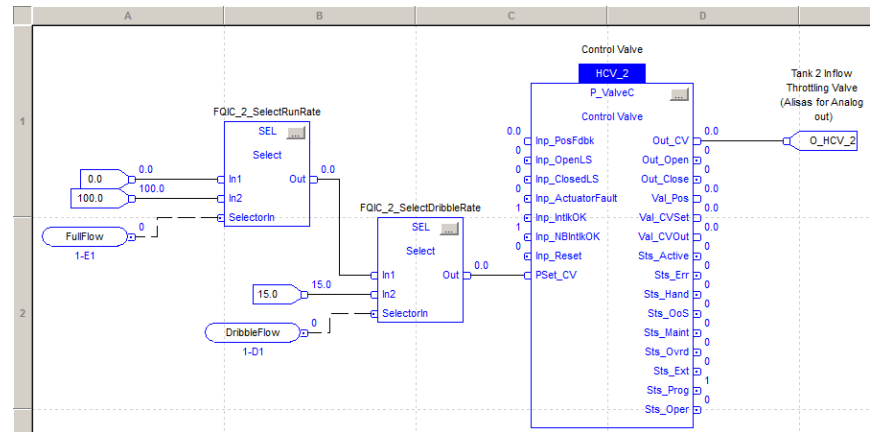 A B C D
Control Valve
HCV_2
P_ValveC
...
Control Valve
Tank 2 Inflow
Throttling Valve
(Alisas for Analog
out)
1
FQIC_2_SelectRunRate
SEL ...
Select
0.0 0.0 In1 Out 0.0
100.0 100.0 In2
SelectorIn
FullFlow 0
1-E1
FQIC_2_SelectDribbleRate
SEL ...
Select
In1 Out 0.0
15.0 15.0 In2
SelectorIn
DribbleFlow 0
1-D1
2
0.0 Inp_PosFdbk Out_CV 0.0 O_HCV_2
0 Inp_OpenLS Out_Open 0
0 Inp_ClosedLS Out_Close 0
0 Inp_ActuatorFault Val_Pos 0.0
1 Inp_IntlkOK Val_CVSet 0.0
1 Inp_NBIntlkOK Val_CVOut 0.0
0 Inp_Reset Sts_Active 0
PSet_CV Sts_Err 0
Sts_Hand 0
Sts_OoS 0
Sts_Maint 0
Sts_Ovrd 0
Sts_Ext 0
Sts_Prog 1
Sts_Oper 0